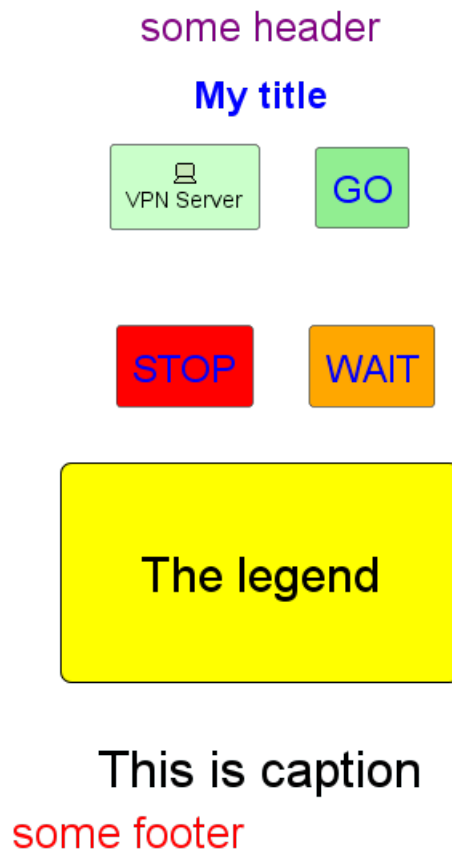 some header
My title
VPN Server
GO
STOP
WAIT
The legend
This is caption
some footer